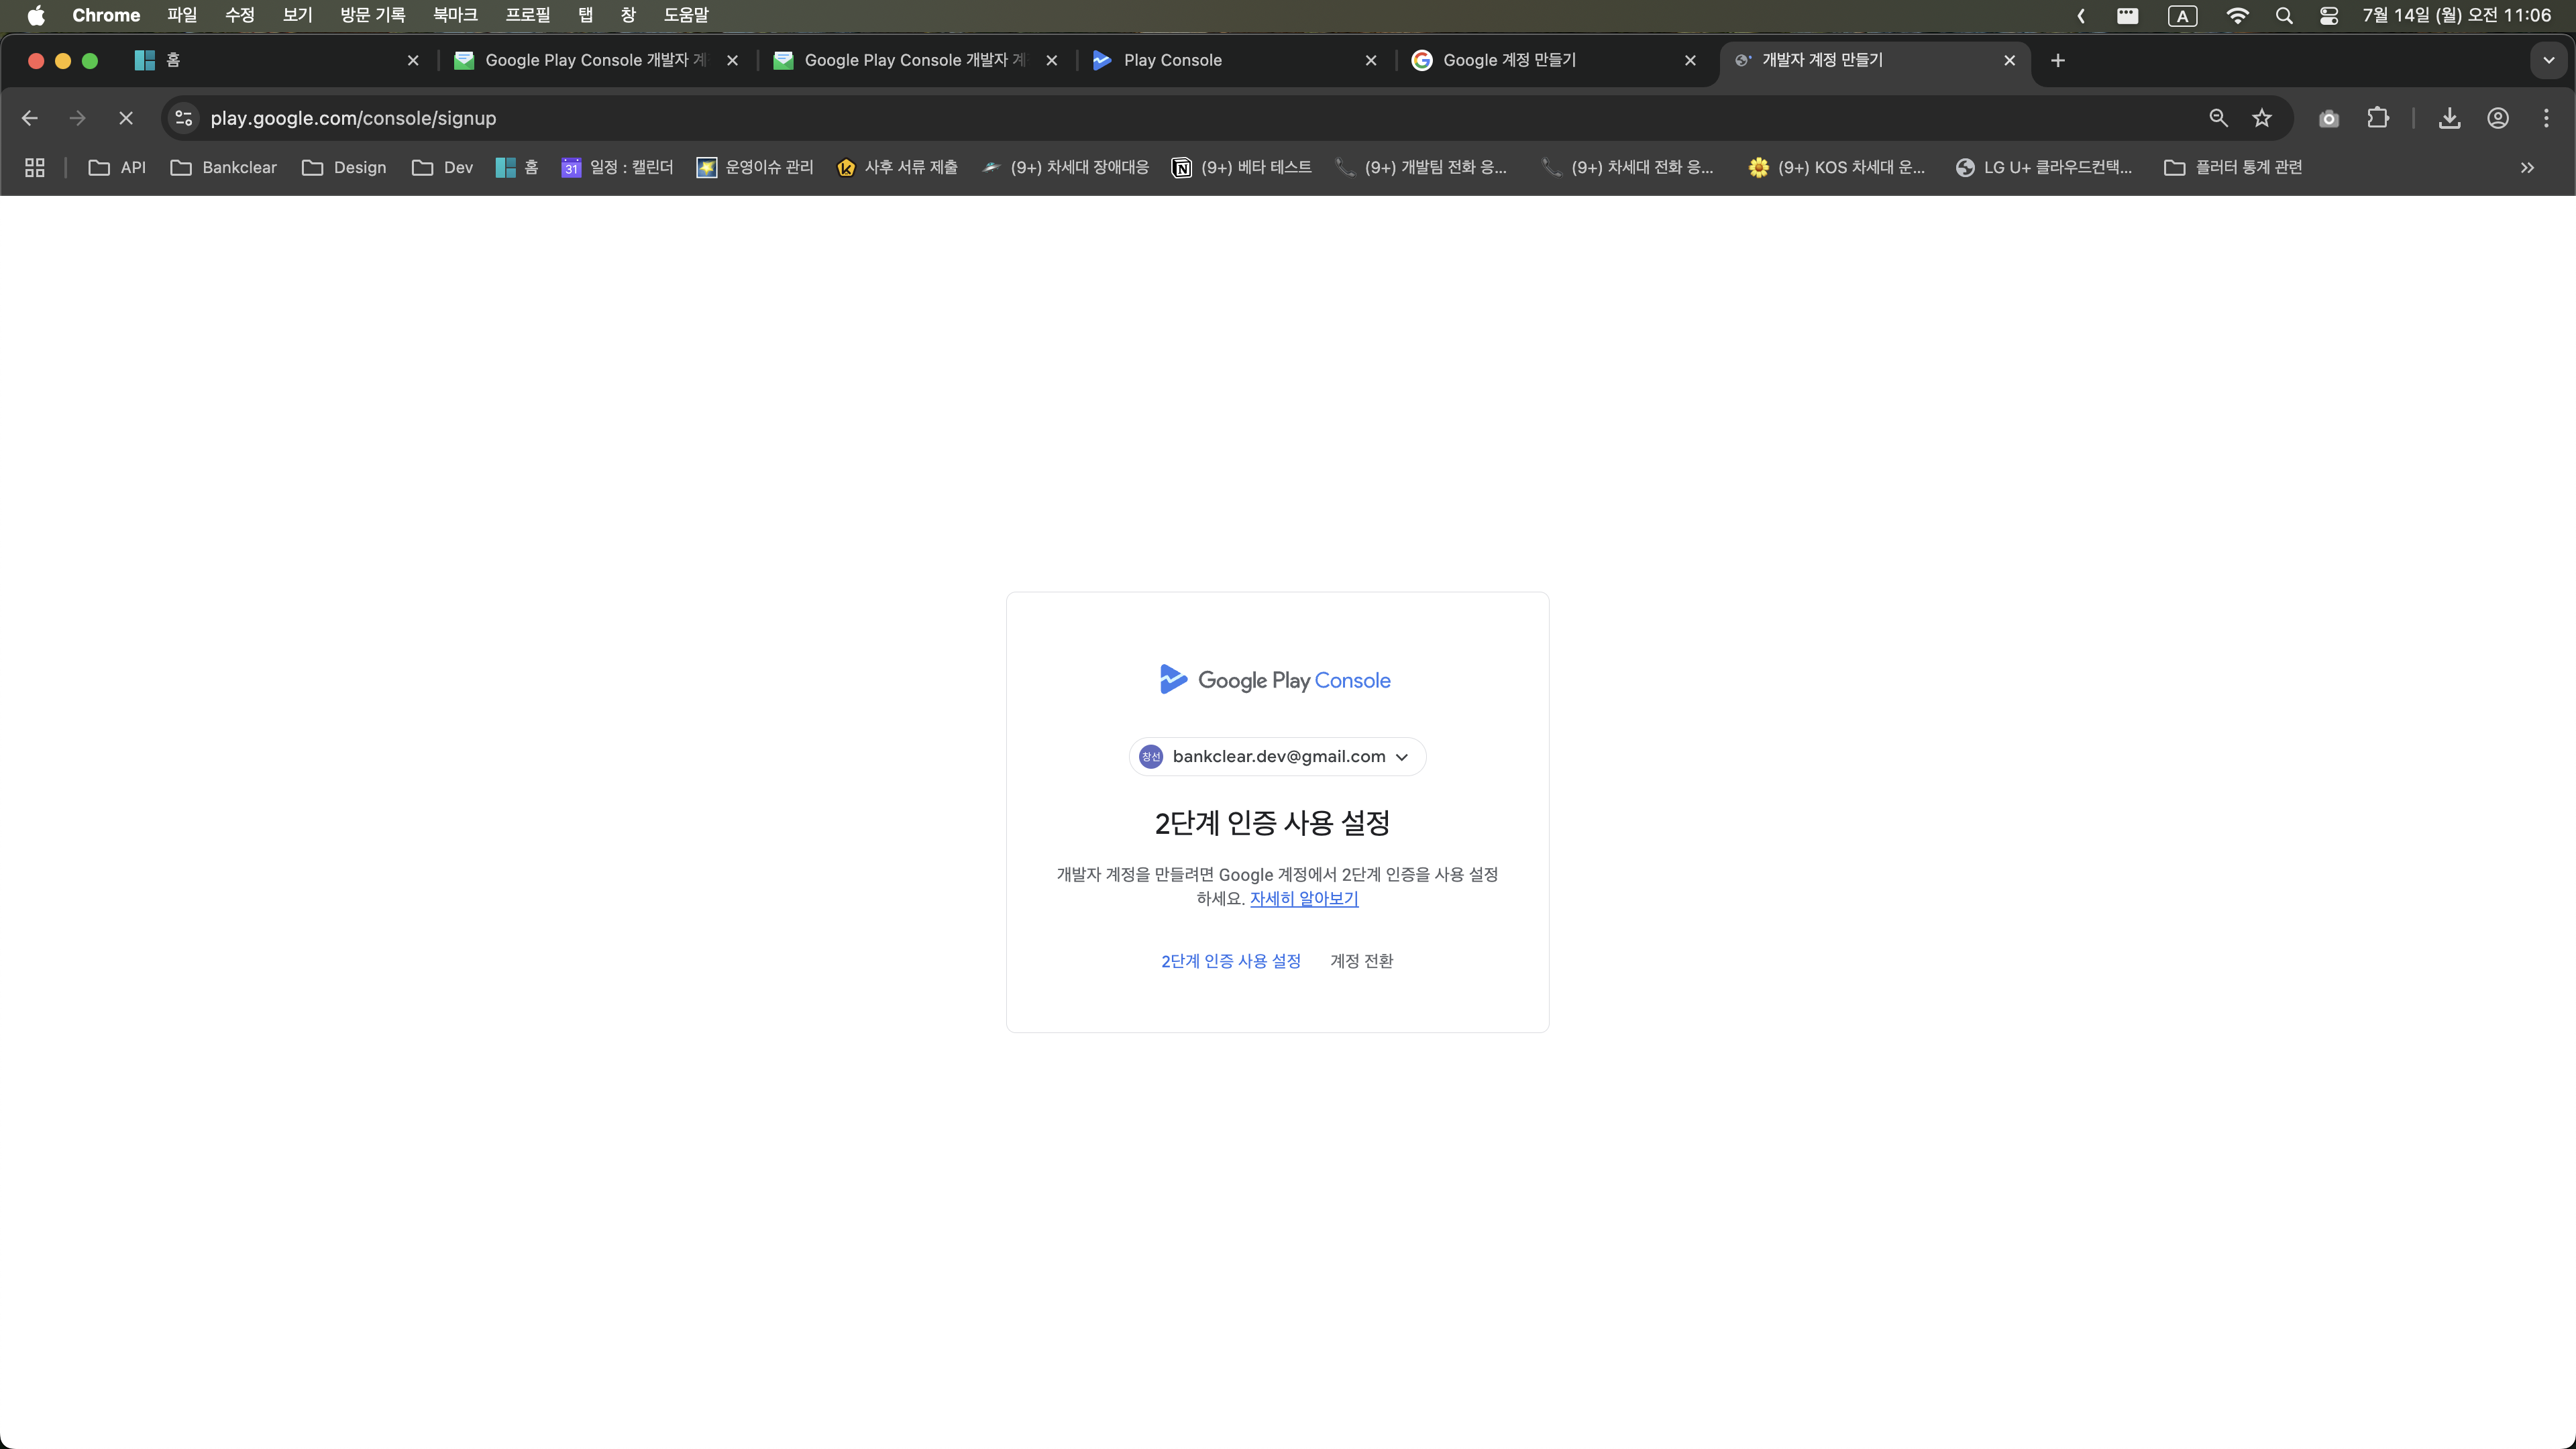 Chrome 파일 수정 보기 방문 기록 북마크 프로필 탭 창 도움말 A 7월 14일 (월) 오전 11:06
홈 Google Play Console 개발자 계 Google Play Console 개발자 계 Play Console Google 계정 만들기 개발자 계정 만들기
play.google.com/console/signup
API Bankclear Design Dev 홈 31 일정 : 캘린더 운영이슈 관리 사후 서류 제출 (9+) 차세대 장애대응 (9+) 베타 테스트 (9+) 개발팀 전화 응... (9+) 차세대 전화 응... (9+) KOS 차세대 운... LG U+ 클라우드컨택... 플러터 통계 관련
Google Play Console
창선 bankclear.dev@gmail.com
2단계 인증 사용 설정
개발자 계정을 만들려면 Google 계정에서 2단계 인증을 사용 설정
하세요. 자세히 알아보기
2단계 인증 사용 설정 계정 전환